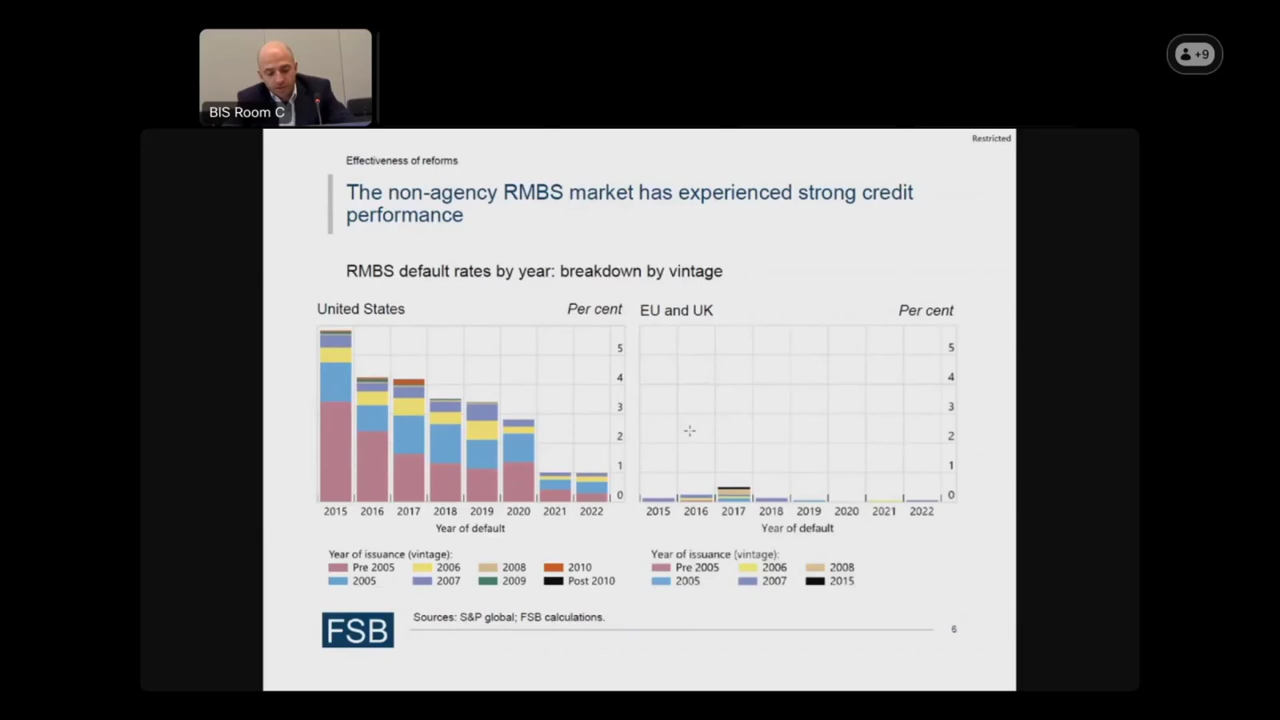 +9
BIS Room C
Restricted
Effectiveness of reforms
The non-agency RMBS market has experienced strong credit
performance
RMBS default rates by year: breakdown by vintage
United States
Per cent
5
4
3
2
1
0
2015 2016 2017 2018 2019 2020 2021 2022
Year of default
Year of issuance (vintage):
Pre 2005 2006 2008 2010
2005 2007 2009 Post 2010
EU and UK
Per cent
5
4
3
2
1
0
2015 2016 2017 2018 2019 2020 2021 2022
Year of default
Year of issuance (vintage):
Pre 2005 2006 2008
2005 2007 2015
FSB
Sources: S&P global; FSB calculations.
6